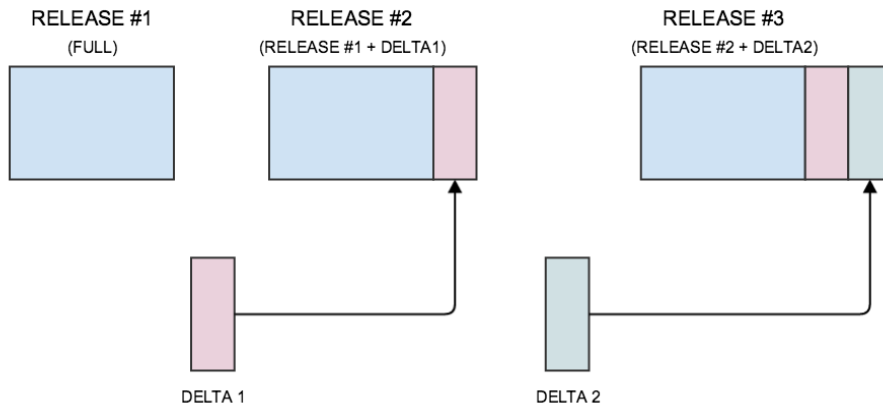 RELEASE #1
(FULL)
RELEASE #2
(RELEASE #1 + DELTA1)
RELEASE #3
(RELEASE #2 + DELTA2)
DELTA 1
DELTA 2